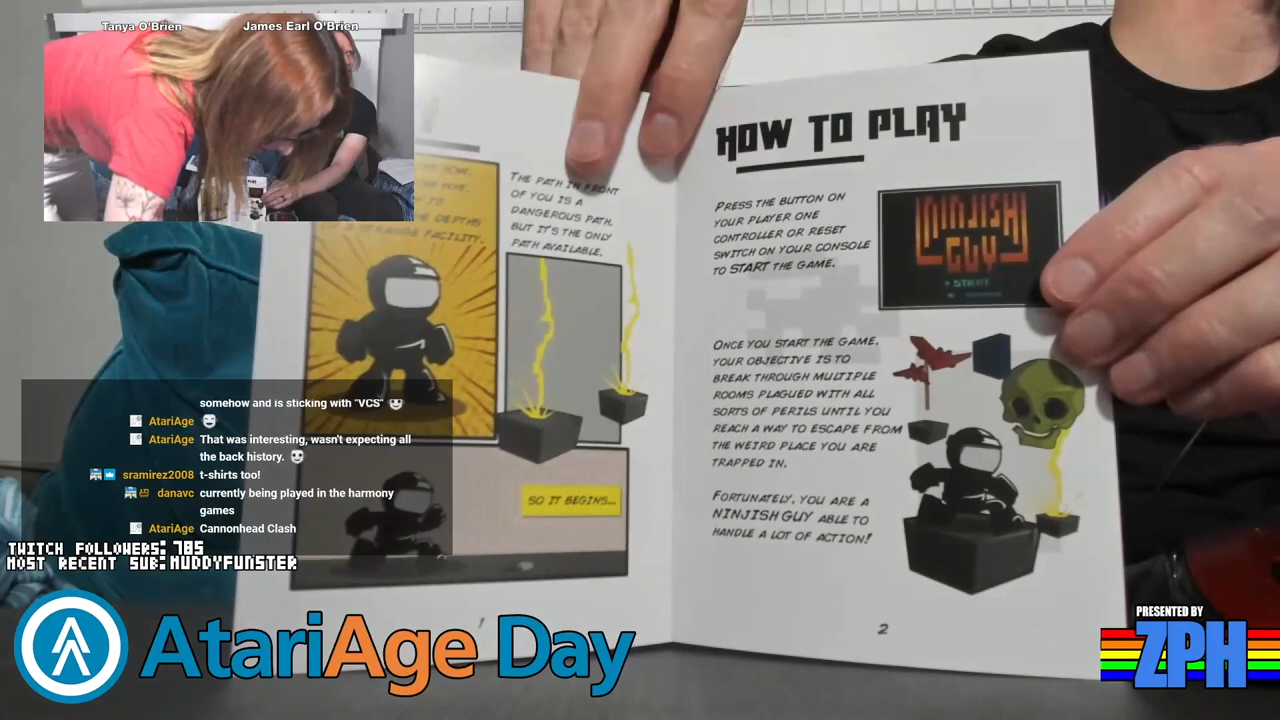 Tanya O'Brien
James Earl O'Brien
THE PATH IN FRONT
OF YOU IS A
DANGEROUS PATH,
BUT IT'S THE ONLY
PATH AVAILABLE.
SO IT BEGINS...
1
HOW TO PLAY
PRESS THE BUTTON ON
YOUR PLAYER ONE
CONTROLLER OR RESET
SWITCH ON YOUR CONSOLE
TO START THE GAME.
NINJISH
GUY
START
ONCE YOU START THE GAME,
YOUR OBJECTIVE IS TO
BREAK THROUGH MULTIPLE
ROOMS PLAGUED WITH ALL
SORTS OF PERILS UNTIL YOU
REACH A WAY TO ESCAPE FROM
THE WEIRD PLACE YOU ARE
TRAPPED IN.
FORTUNATELY, YOU ARE A
NINJISH GUY ABLE TO
HANDLE A LOT OF ACTION!
2
somehow and is sticking with "VCS"
AtariAge
AtariAge That was interesting, wasn't expecting all
the back history.
sramirez2008 t-shirts too!
danavc currently being played in the harmony
games
AtariAge Cannonhead Clash
TWITCH FOLLOWERS: 785
MOST RECENT SUB: MUDDYFUNSTER
AtariAge Day
PRESENTED BY
ZPH